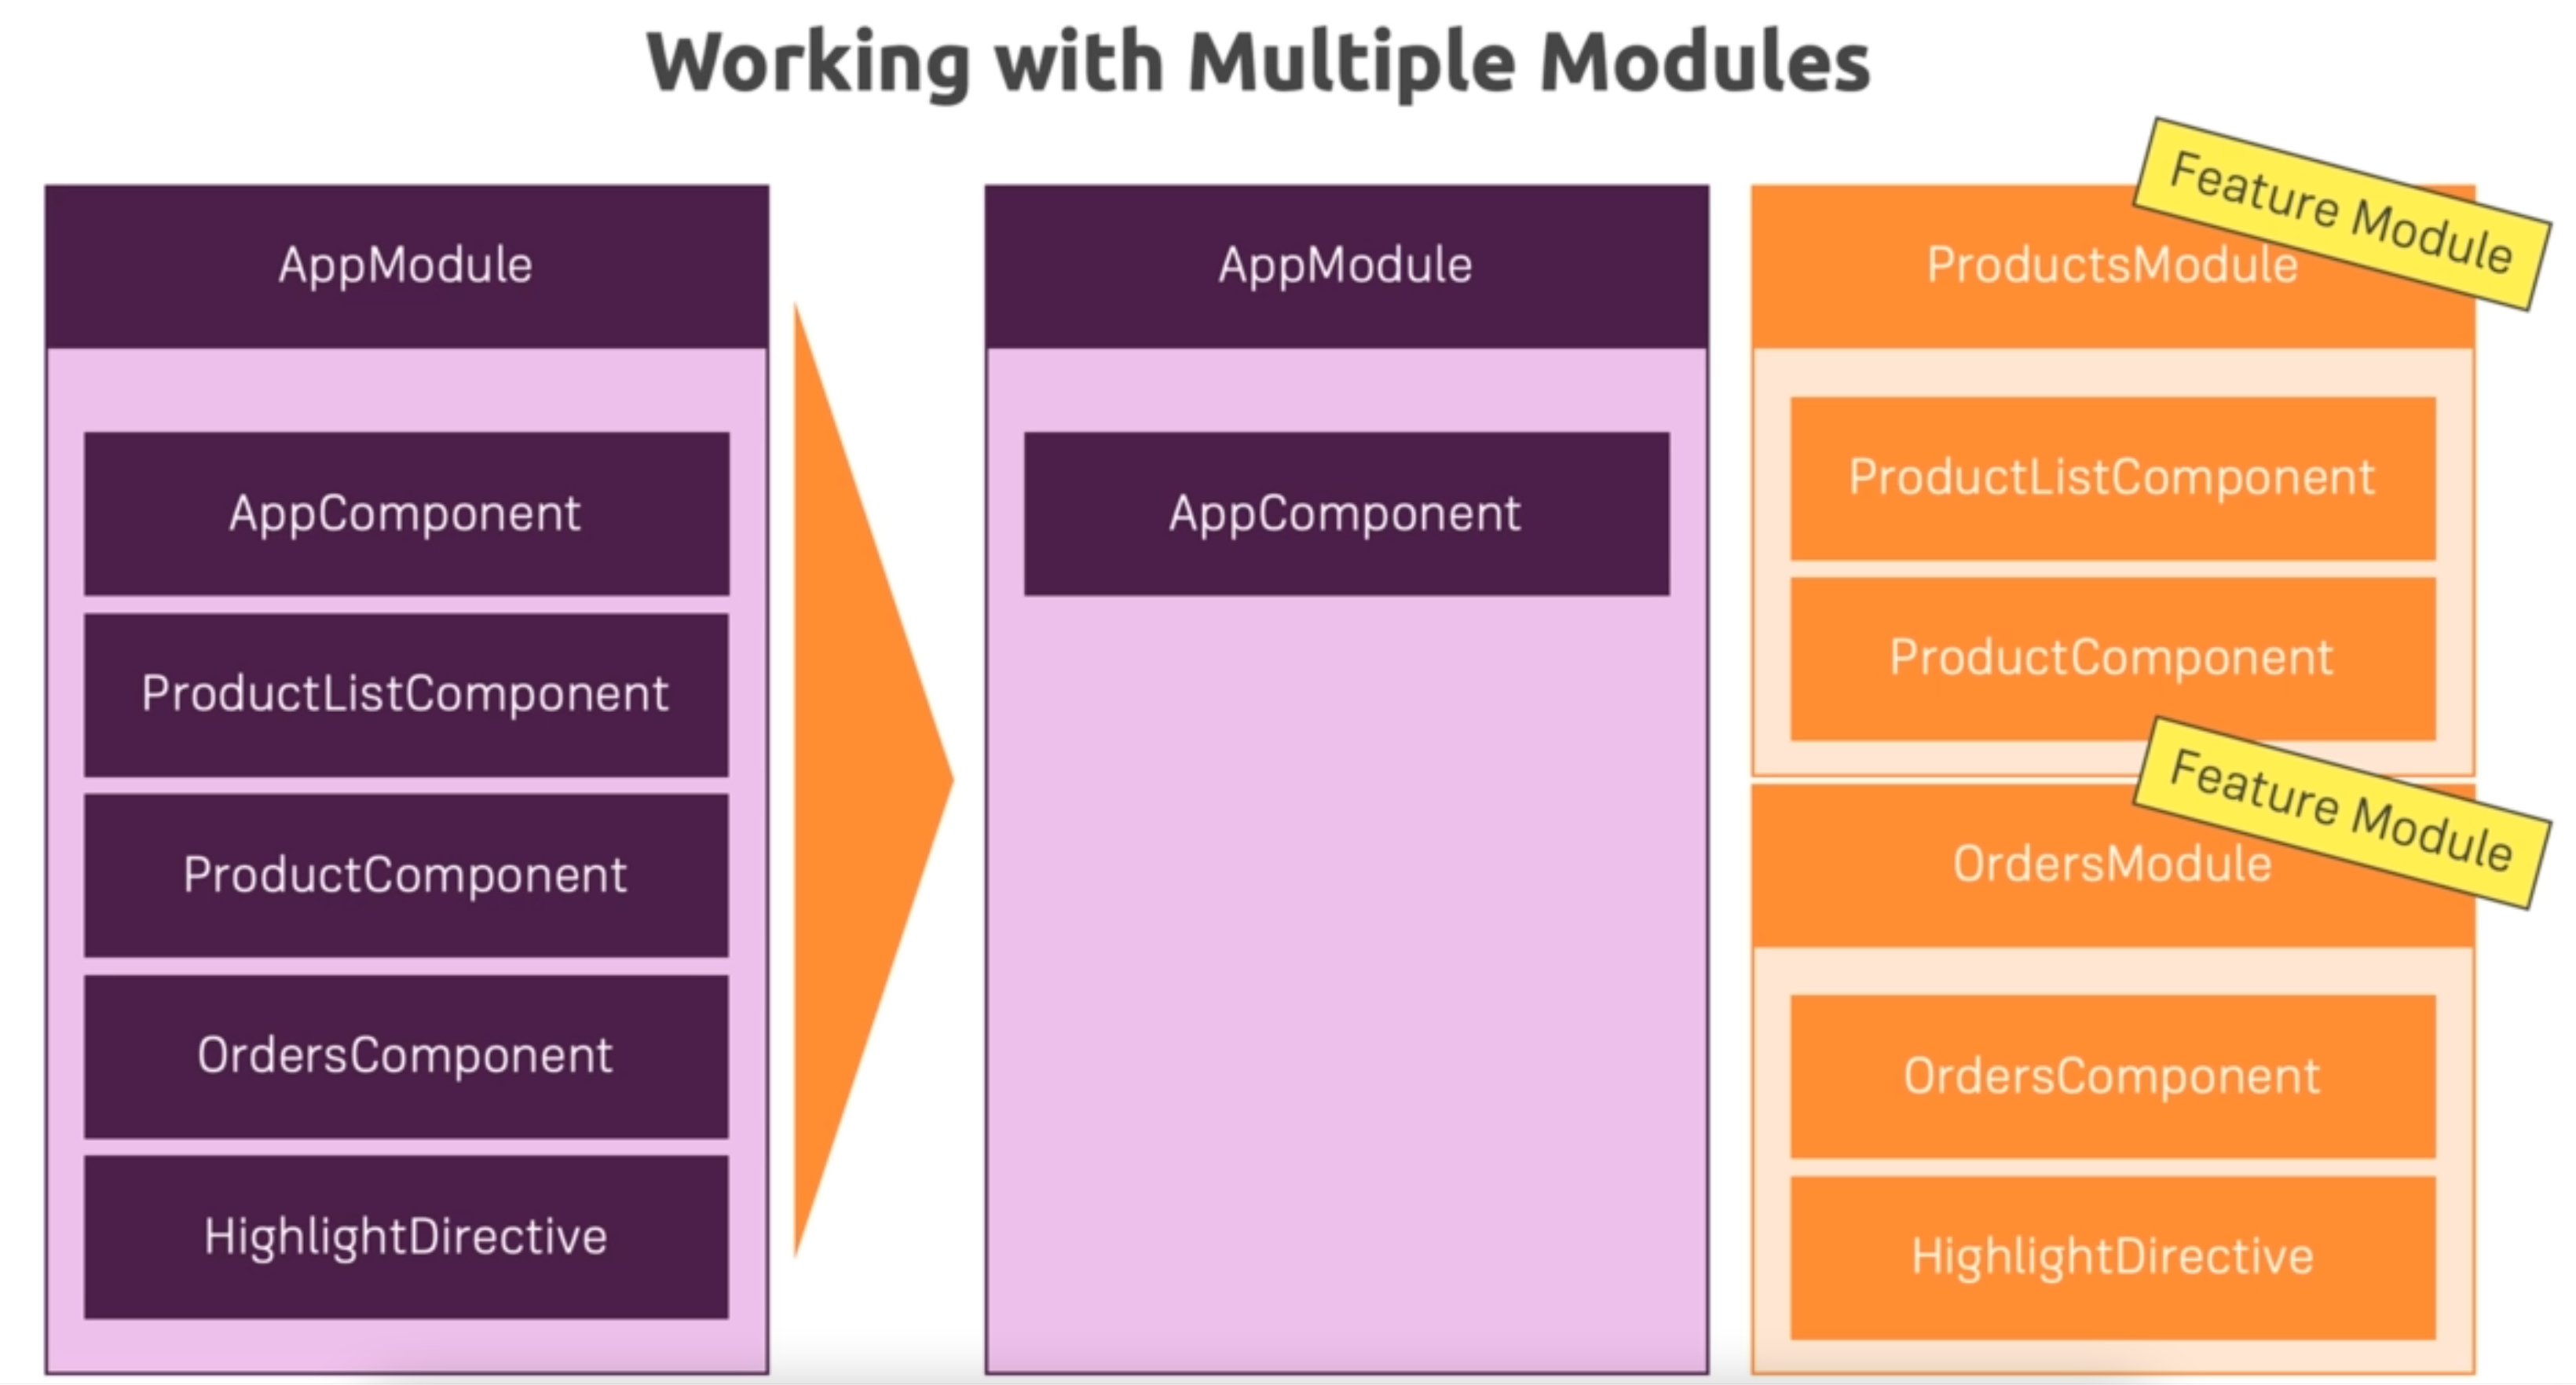 Working with Multiple Modules
AppModule
AppComponent
ProductListComponent
ProductComponent
OrdersComponent
HighlightDirective
AppModule
AppComponent
Feature Module
ProductsModule
ProductListComponent
ProductComponent
Feature Module
OrdersModule
OrdersComponent
HighlightDirective